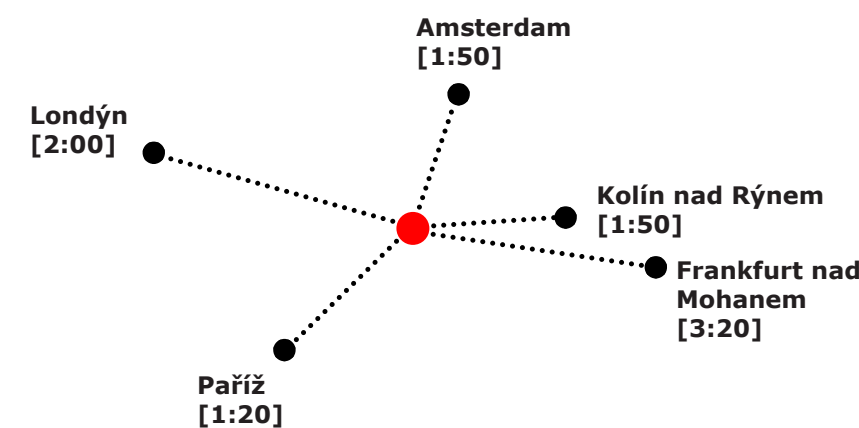 Amsterdam
[1:50]
Londýn
[2:00]
Kolín nad Rýnem
[1:50]
Frankfurt nad
Mohanem
[3:20]
Paříž
[1:20]